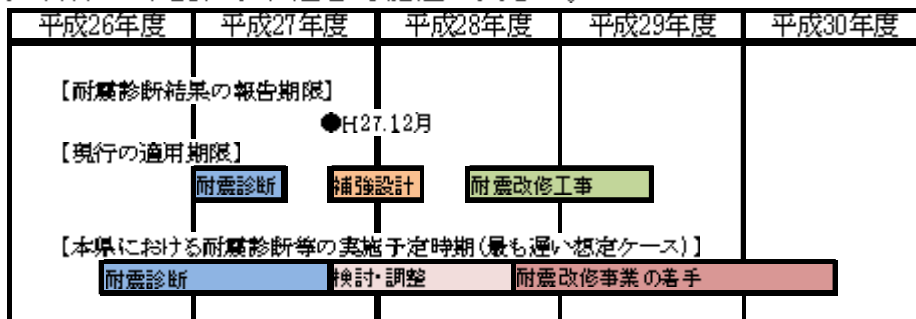 平成26年度 平成27年度 平成28年度 平成29年度 平成30年度
【耐震診断結果の報告期限】
●H27.12月
【現行の適用期限】
耐震診断 補強設計 耐震改修工事
【本県における耐震診断等の実施予定時期(最も遅い想定ケース)】
耐震診断 検討・調整 耐震改修事業の着手